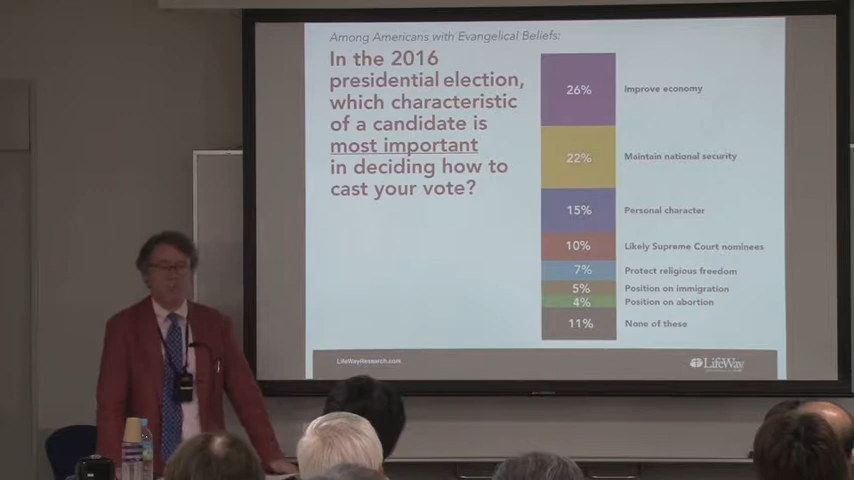 Among Americans with Evangelical Beliefs:
In the 2016
presidential election,
which characteristic
of a candidate is
most important
in deciding how to
cast your vote?
26% Improve economy
22% Maintain national security
15% Personal character
10% Likely Supreme Court nominees
7% Protect religious freedom
5% Position on immigration
4% Position on abortion
11% None of these
LifeWayResearch.com
LifeWay